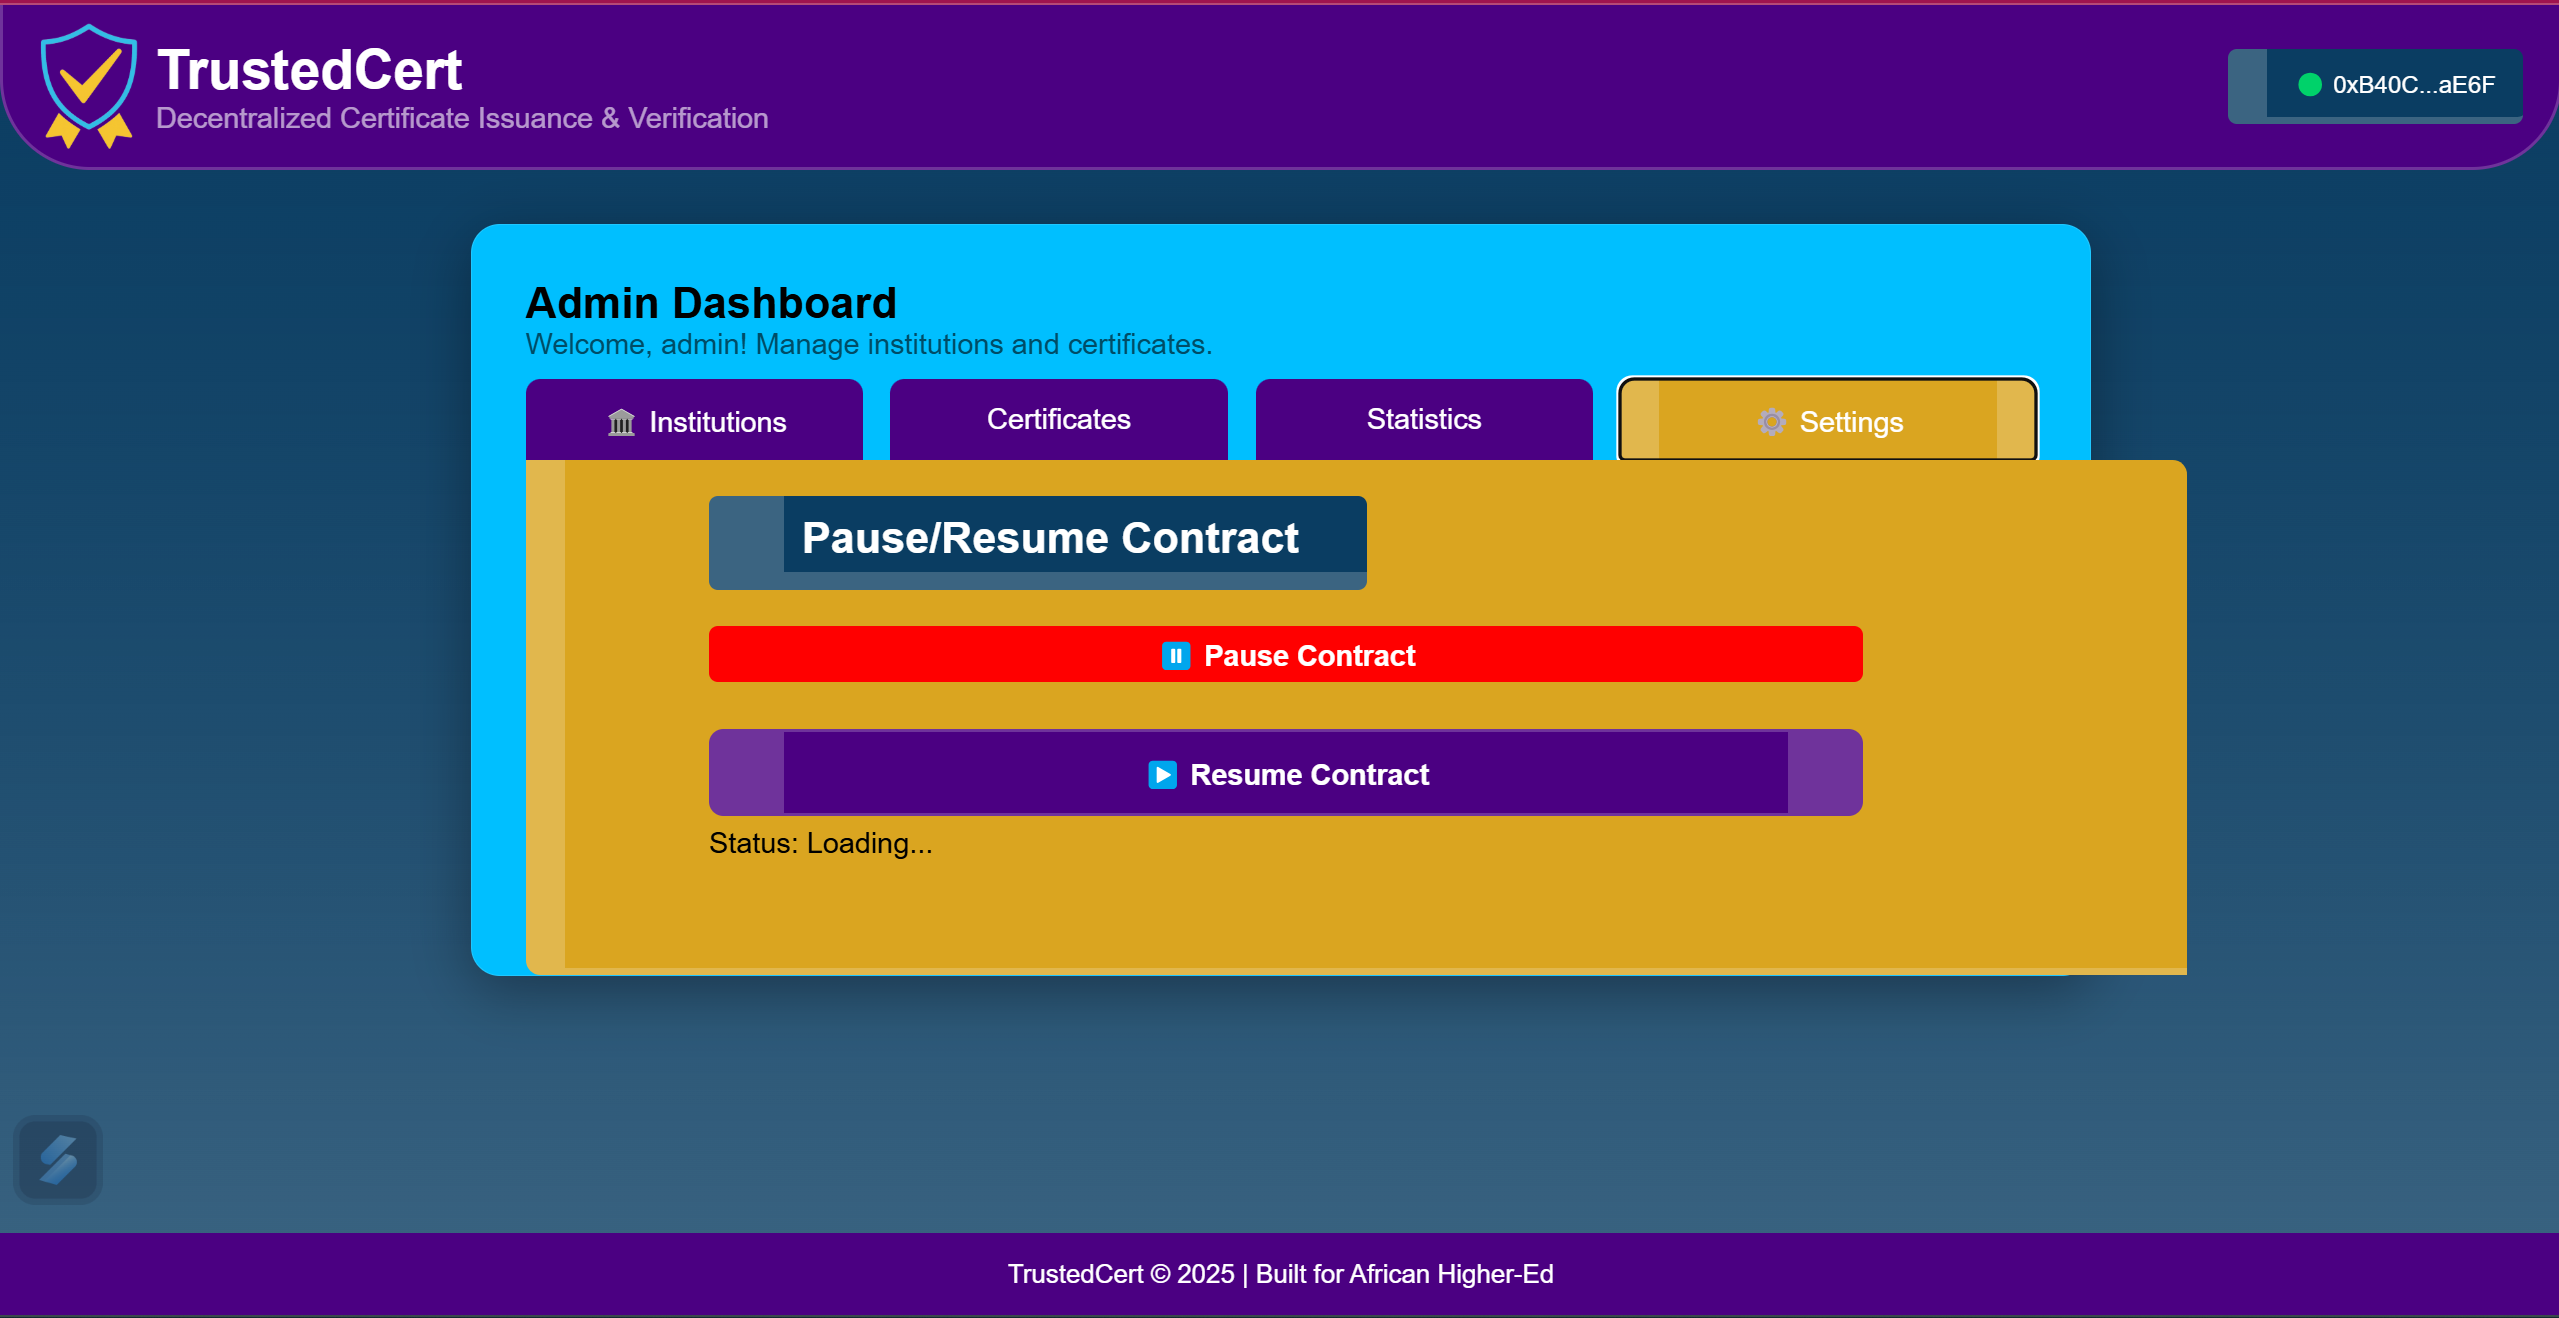 TrustedCert
Decentralized Certificate Issuance & Verification
0xB40C...aE6F
Admin Dashboard
Welcome, admin! Manage institutions and certificates.
Institutions
Certificates
Statistics
Settings
Pause/Resume Contract
Pause Contract
Resume Contract
Status: Loading...
TrustedCert © 2025 | Built for African Higher-Ed